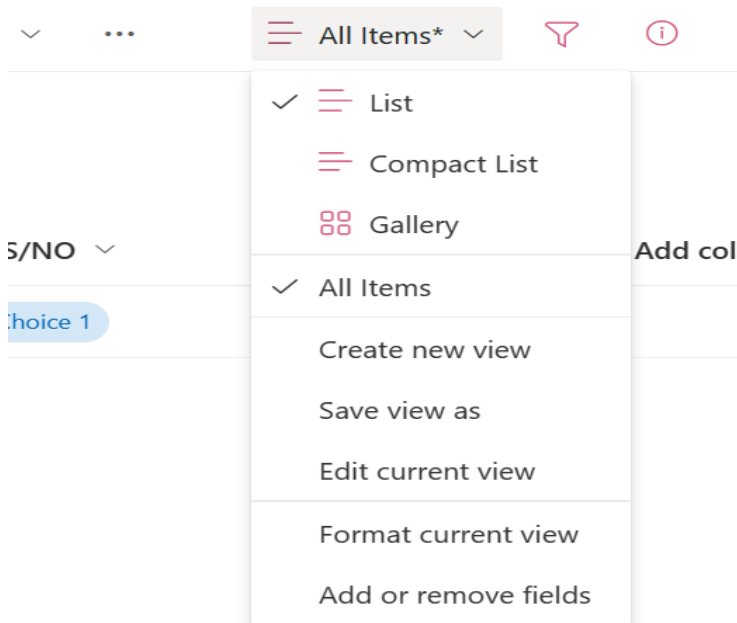 All Items*
List
Compact List
Gallery
S/NO
Add col
All Items
Choice 1
Create new view
Save view as
Edit current view
Format current view
Add or remove fields